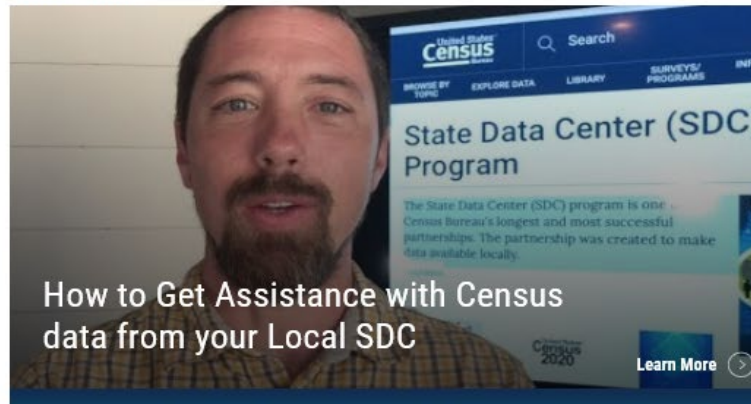 United States
Census
Bureau
Search
BROWSE BY
TOPIC
EXPLORE DATA
LIBRARY
SURVEYS/
PROGRAMS
State Data Center (SDC
Program
The State Data Center (SDC) program is one
Census Bureau's longest and most successful
partnerships. The partnership was created to make
data available locally.
How to Get Assistance with Census
data from your Local SDC
Census
2020
Learn More